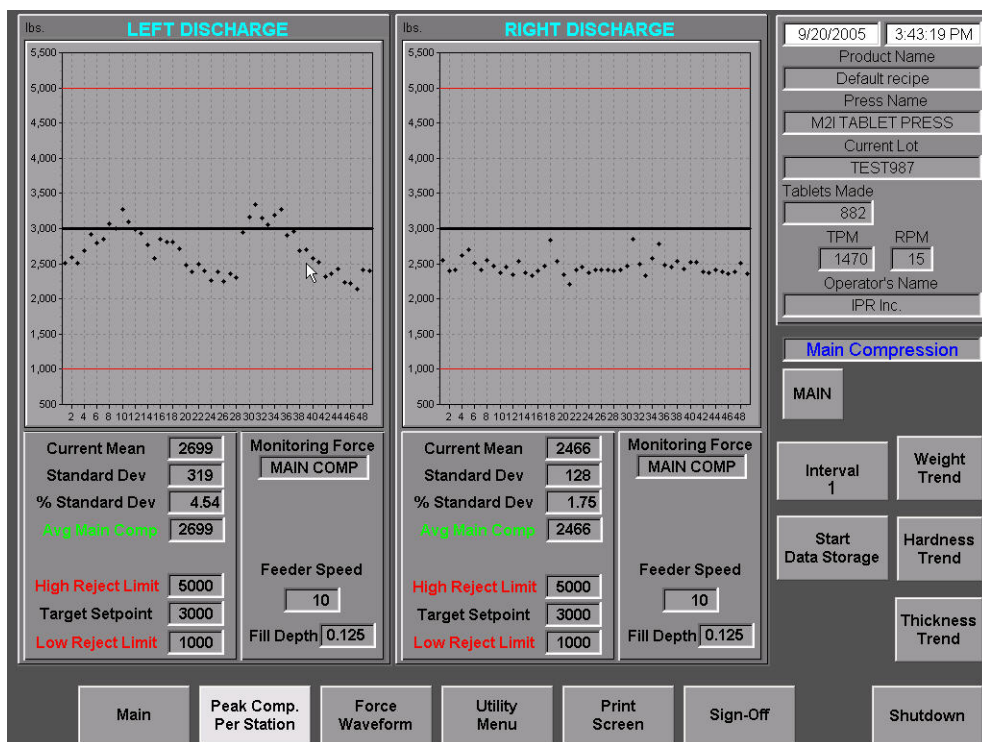 lbs.
LEFT DISCHARGE
5,500
5,000
4,500
4,000
3,500
3,000
2,500
2,000
1,500
1,000
500
2 4 6 8 10 12 14 16 18 20 22 24 26 28 30 32 34 36 38 40 42 44 46 48
Current Mean 2699
Standard Dev 319
% Standard Dev 4.54
Avg Main Comp 2699
High Reject Limit 5000
Target Setpoint 3000
Low Reject Limit 1000
Monitoring Force
MAIN COMP
Feeder Speed
10
Fill Depth 0.125
lbs.
RIGHT DISCHARGE
5,500
5,000
4,500
4,000
3,500
3,000
2,500
2,000
1,500
1,000
500
2 4 6 8 10 12 14 16 18 20 22 24 26 28 30 32 34 36 38 40 42 44 46 48
Current Mean 2466
Standard Dev 128
% Standard Dev 1.75
Avg Main Comp 2466
High Reject Limit 5000
Target Setpoint 3000
Low Reject Limit 1000
Monitoring Force
MAIN COMP
Feeder Speed
10
Fill Depth 0.125
9/20/2005 3:43:19 PM
Product Name
Default recipe
Press Name
M2I TABLET PRESS
Current Lot
TEST987
Tablets Made
882
TPM RPM
1470 15
Operator's Name
IPR Inc.
Main Compression
MAIN
Interval
1
Weight
Trend
Start
Data Storage
Hardness
Trend
Thickness
Trend
Main
Peak Comp.
Per Station
Force
Waveform
Utility
Menu
Print
Screen
Sign-Off
Shutdown